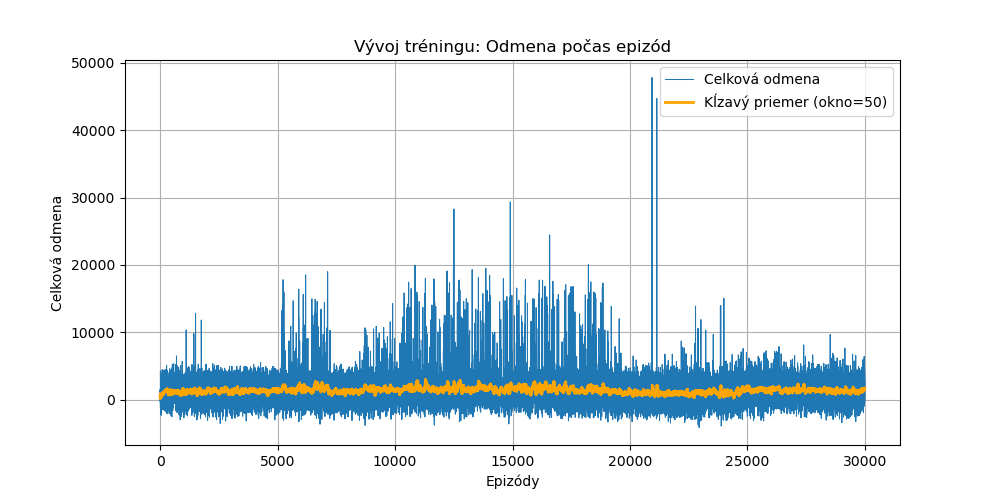 Vývoj tréningu: Odmena počas epizód
Celková odmena
Kĺzavý priemer (okno=50)
Celková odmena
50000
40000
30000
20000
10000
0
0
5000
10000
15000
20000
25000
30000
Epizódy